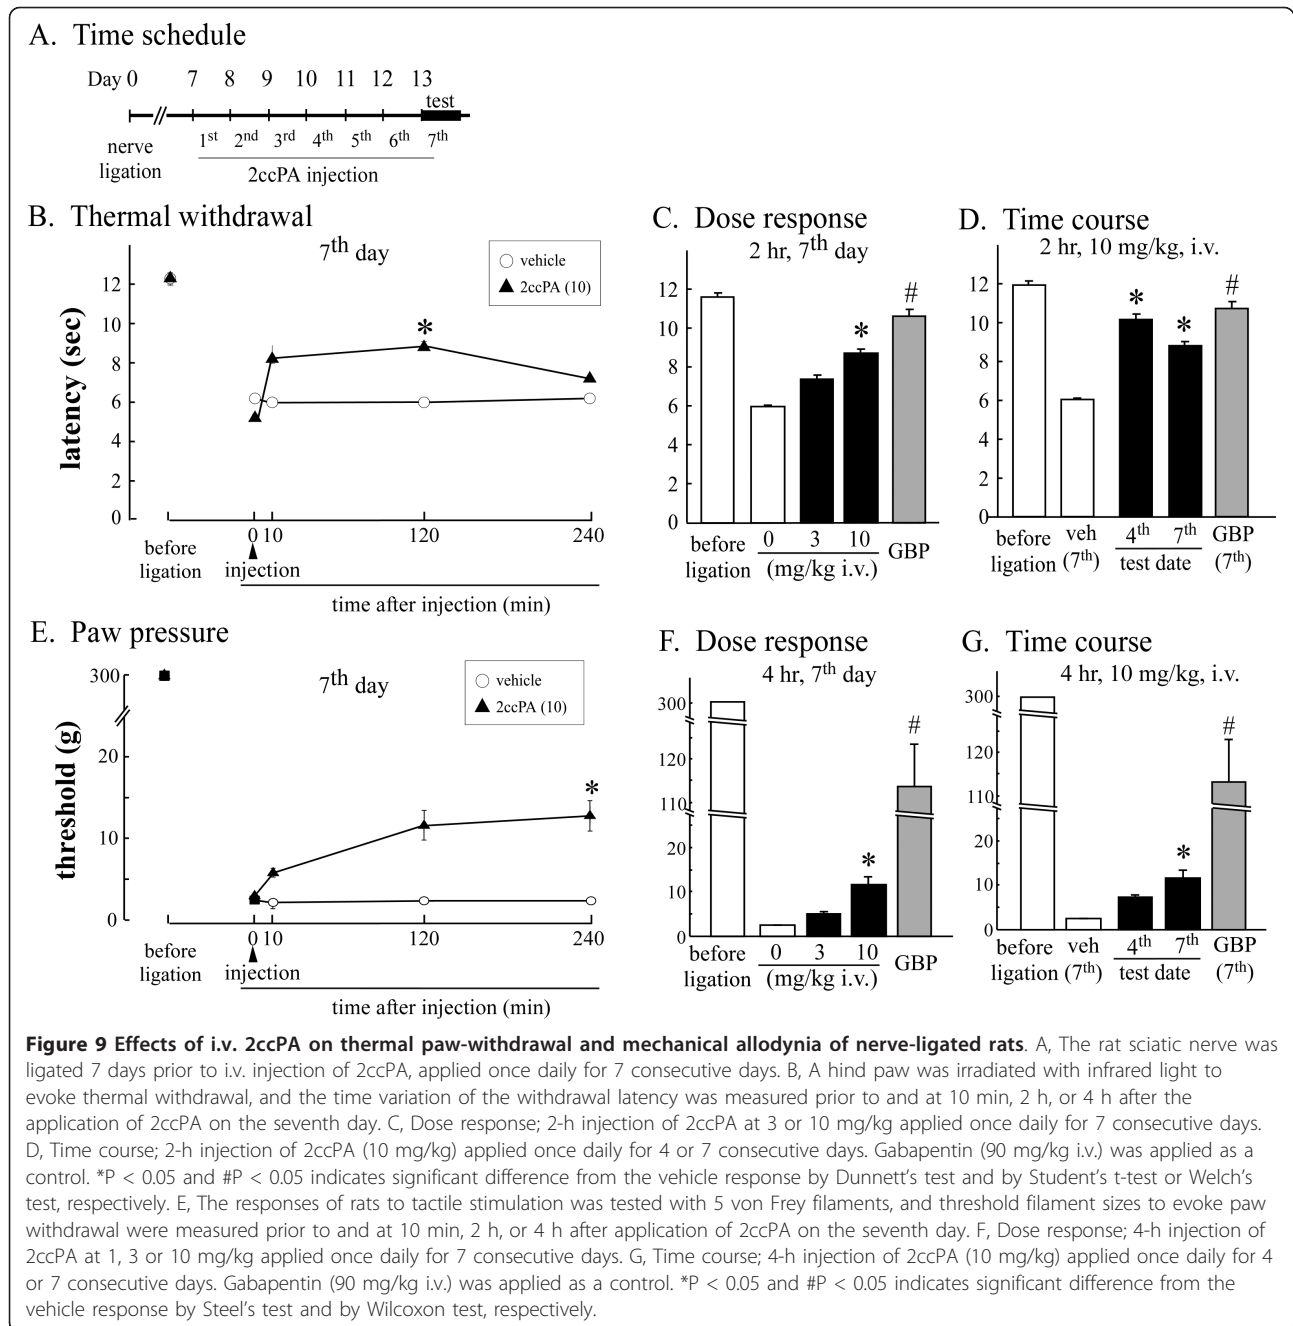 A. Time schedule
Day 0 7 8 9 10 11 12 13
test
1st 2nd 3rd 4th 5th 6th 7th
nerve
ligation
2ccPA injection
B. Thermal withdrawal
7th day
vehicle
2ccPA (10)
latency (sec)
12
10
8
6
4
2
0
*
before
ligation
0 10 120 240
injection
time after injection (min)
C. Dose response
2 hr, 7th day
12
10
8
6
4
2
0
*
#
before
ligation
0 3 10
(mg/kg i.v.)
GBP
D. Time course
2 hr, 10 mg/kg, i.v.
12
10
8
6
4
2
0
*
*
#
before
ligation
veh
(7th)
4th 7th
test date
GBP
(7th)
E. Paw pressure
7th day
vehicle
2ccPA (10)
threshold (g)
300
20
10
0
*
before
ligation
0 10 120 240
injection
time after injection (min)
F. Dose response
4 hr, 7th day
300
120
110
20
10
0
*
#
before
ligation
0 3 10
(mg/kg i.v.)
GBP
G. Time course
4 hr, 10 mg/kg, i.v.
300
120
110
20
10
0
*
#
before
ligation
veh
(7th)
4th 7th
test date
GBP
(7th)
Figure 9 Effects of i.v. 2ccPA on thermal paw-withdrawal and mechanical allodynia of nerve-ligated rats. A, The rat sciatic nerve was
ligated 7 days prior to i.v. injection of 2ccPA, applied once daily for 7 consecutive days. B, A hind paw was irradiated with infrared light to
evoke thermal withdrawal, and the time variation of the withdrawal latency was measured prior to and at 10 min, 2 h, or 4 h after the
application of 2ccPA on the seventh day. C, Dose response; 2-h injection of 2ccPA at 3 or 10 mg/kg applied once daily for 7 consecutive days.
D, Time course; 2-h injection of 2ccPA (10 mg/kg) applied once daily for 4 or 7 consecutive days. Gabapentin (90 mg/kg i.v.) was applied as a
control. *P < 0.05 and #P < 0.05 indicates significant difference from the vehicle response by Dunnett's test and by Student's t-test or Welch's
test, respectively. E, The responses of rats to tactile stimulation was tested with 5 von Frey filaments, and threshold filament sizes to evoke paw
withdrawal were measured prior to and at 10 min, 2 h, or 4 h after application of 2ccPA on the seventh day. F, Dose response; 4-h injection of
2ccPA at 1, 3 or 10 mg/kg applied once daily for 7 consecutive days. G, Time course; 4-h injection of 2ccPA (10 mg/kg) applied once daily for 4
or 7 consecutive days. Gabapentin (90 mg/kg i.v.) was applied as a control. *P < 0.05 and #P < 0.05 indicates significant difference from the
vehicle response by Steel's test and by Wilcoxon test, respectively.